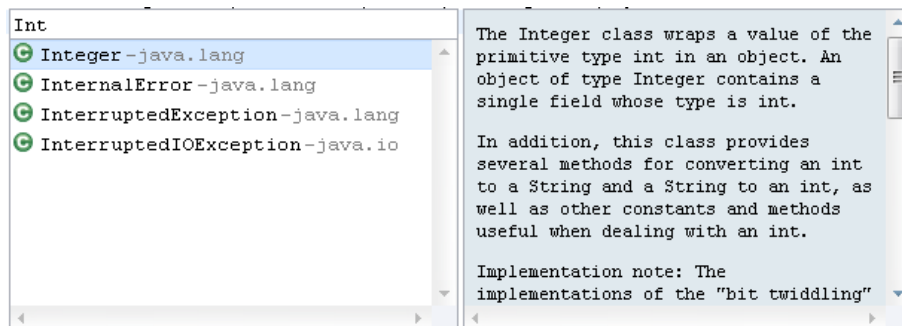 Int
Integer-java.lang
InternalError-java.lang
InterruptedException-java.lang
InterruptedIOException-java.io
The Integer class wraps a value of the
primitive type int in an object. An
object of type Integer contains a
single field whose type is int.
In addition, this class provides
several methods for converting an int
to a String and a String to an int, as
well as other constants and methods
useful when dealing with an int.
Implementation note: The
implementations of the "bit twiddling"